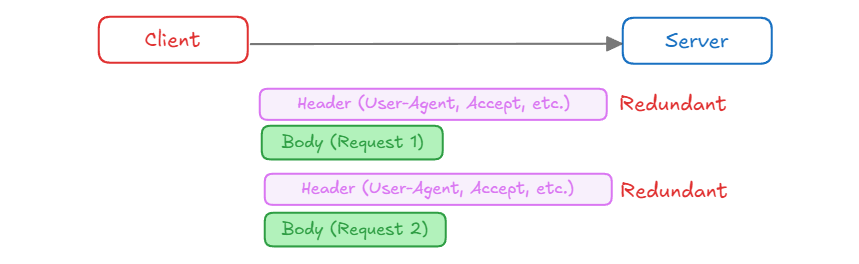 Client
Server
Header (User-Agent, Accept, etc.)
Redundant
Body (Request 1)
Header (User-Agent, Accept, etc.)
Redundant
Body (Request 2)